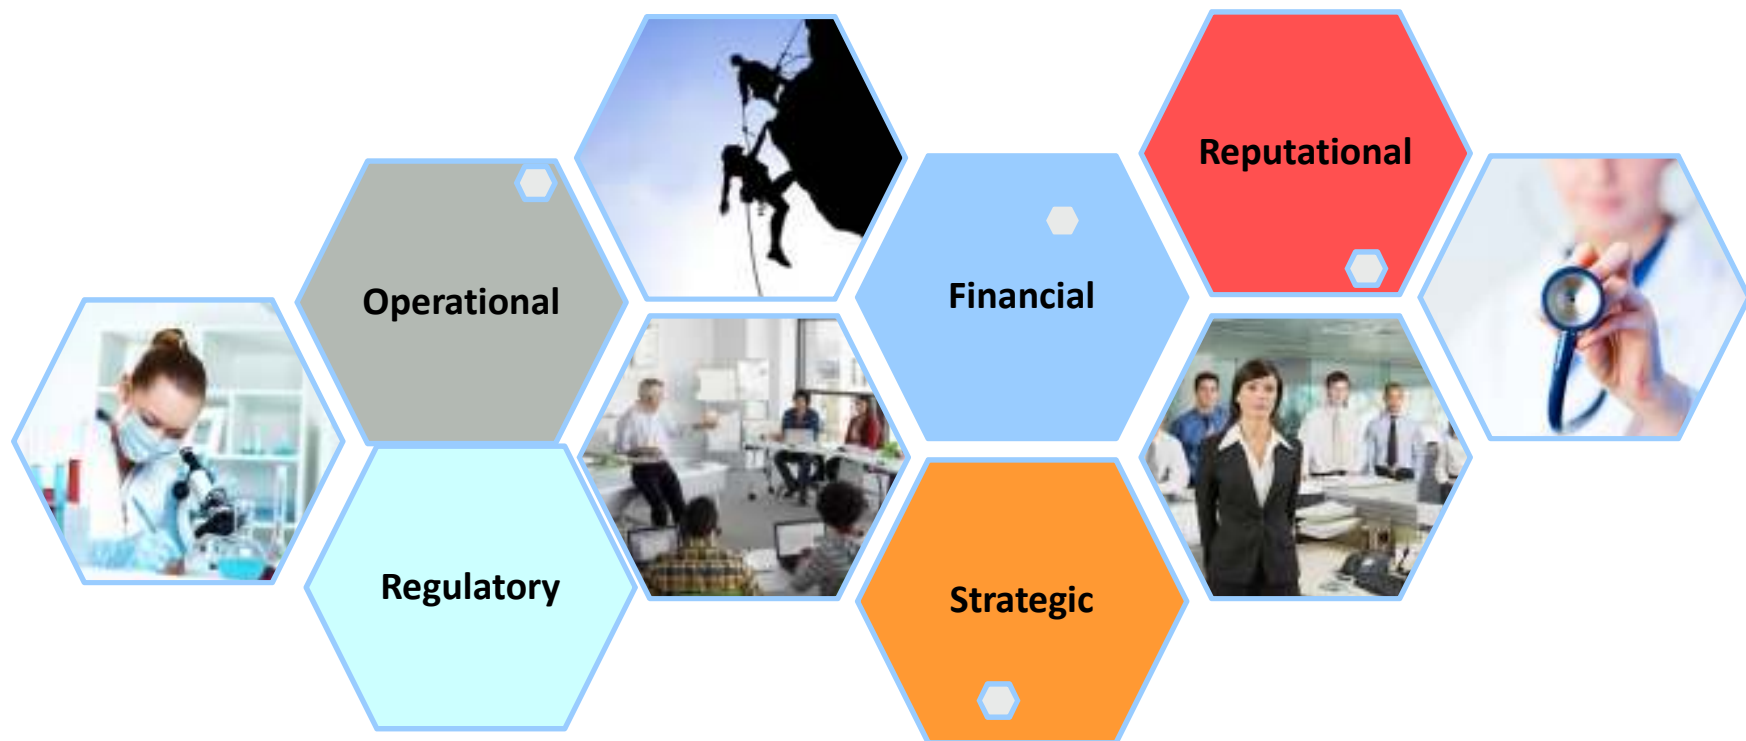 Reputational
Operational
Financial
Regulatory
Strategic